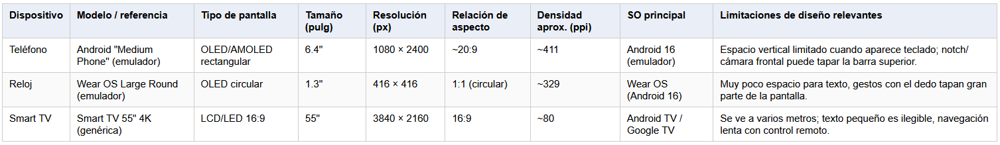 Dispositivo Modelo / referencia Tipo de pantalla Tamaño (pulg) Resolución (px) Relación de aspecto Densidad aprox. (ppi) SO principal Limitaciones de diseño relevantes
Teléfono Android "Medium Phone" (emulador) OLED/AMOLED rectangular 6.4" 1080 × 2400 ~20:9 ~411 Android 16 (emulador) Espacio vertical limitado cuando aparece teclado; notch/cámara frontal puede tapar la barra superior.
Reloj Wear OS Large Round (emulador) OLED circular 1.3" 416 × 416 1:1 (circular) ~329 Wear OS (Android 16) Muy poco espacio para texto, gestos con el dedo tapan gran parte de la pantalla.
Smart TV Smart TV 55" 4K (genérica) LCD/LED 16:9 55" 3840 × 2160 16:9 ~80 Android TV / Google TV Se ve a varios metros; texto pequeño es ilegible, navegación lenta con control remoto.